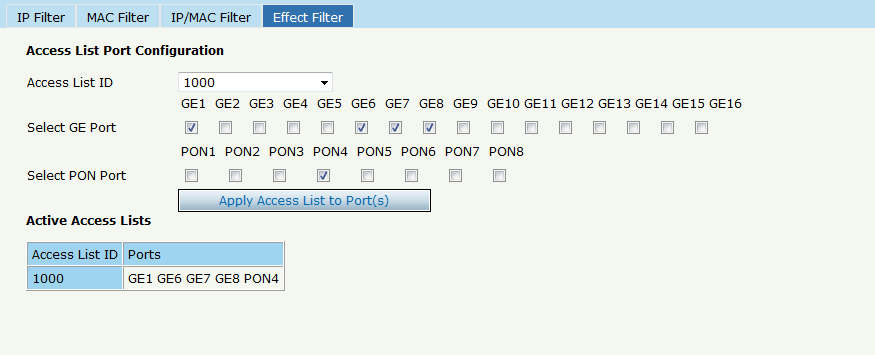 IP Filter MAC Filter IP/MAC Filter Effect Filter
Access List Port Configuration
Access List ID 1000
GE1 GE2 GE3 GE4 GE5 GE6 GE7 GE8 GE9 GE10 GE11 GE12 GE13 GE14 GE15 GE16
Select GE Port
PON1 PON2 PON3 PON4 PON5 PON6 PON7 PON8
Select PON Port
Apply Access List to Port(s)
Active Access Lists
Access List ID Ports
1000 GE1 GE6 GE7 GE8 PON4